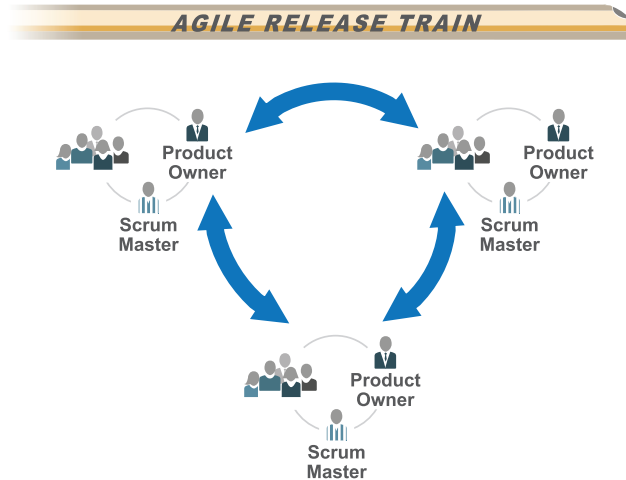 AGILE RELEASE TRAIN
Product
Owner
Scrum
Master
Product
Owner
Scrum
Master
Product
Owner
Scrum
Master